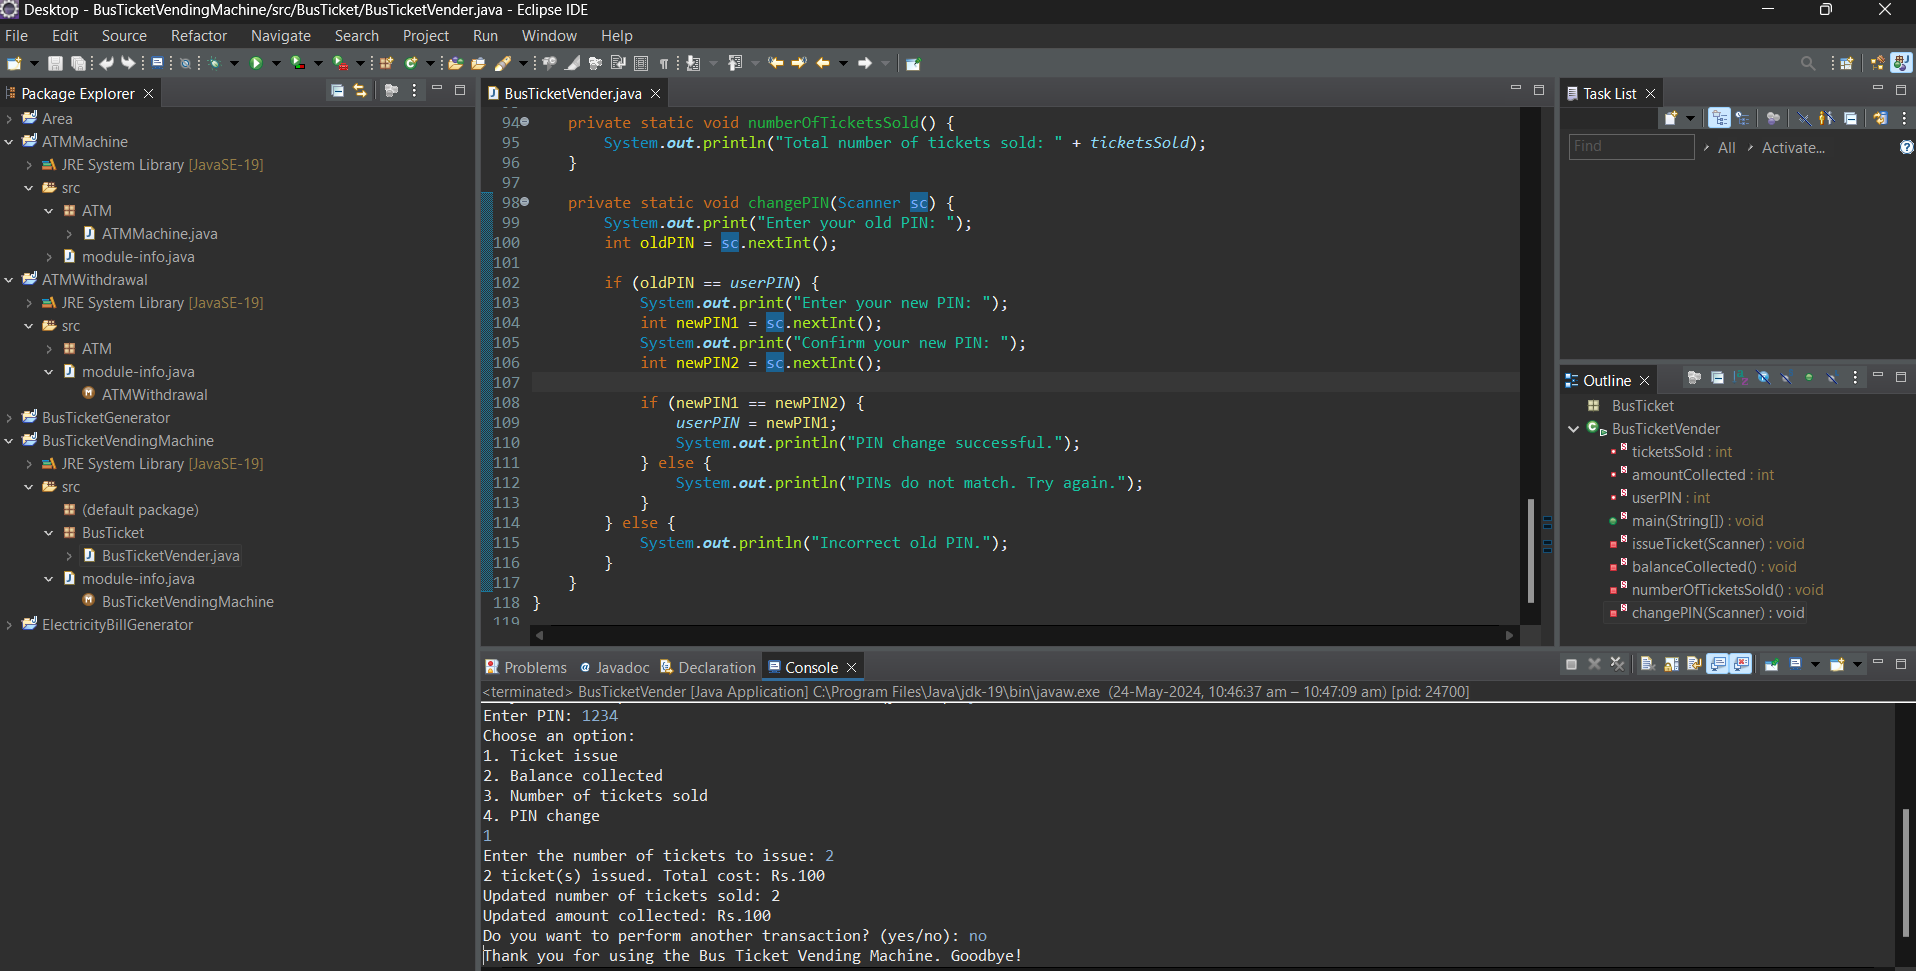 Desktop - BusTicketVendingMachine/src/BusTicket/BusTicketVender.java - Eclipse IDE
File Edit Source Refactor Navigate Search Project Run Window Help
Package Explorer
Area
ATMMachine
JRE System Library [JavaSE-19]
src
ATM
ATMMachine.java
module-info.java
ATMWithdrawal
JRE System Library [JavaSE-19]
src
ATM
module-info.java
ATMWithdrawal
BusTicketGenerator
BusTicketVendingMachine
JRE System Library [JavaSE-19]
src
(default package)
BusTicket
BusTicketVender.java
module-info.java
BusTicketVendingMachine
ElectricityBillGenerator
BusTicketVender.java
94 private static void numberOfTicketsSold() {
95 System.out.println("Total number of tickets sold: " + ticketsSold);
96 }
97
98 private static void changePIN(Scanner sc) {
99 System.out.print("Enter your old PIN: ");
100 int oldPIN = sc.nextInt();
101
102 if (oldPIN == userPIN) {
103 System.out.print("Enter your new PIN: ");
104 int newPIN1 = sc.nextInt();
105 System.out.print("Confirm your new PIN: ");
106 int newPIN2 = sc.nextInt();
107
108 if (newPIN1 == newPIN2) {
109 userPIN = newPIN1;
110 System.out.println("PIN change successful.");
111 } else {
112 System.out.println("PINs do not match. Try again.");
113 }
114 } else {
115 System.out.println("Incorrect old PIN.");
116 }
117 }
118 }
119
Task List
Find All Activate...
Outline
BusTicket
BusTicketVender
ticketsSold : int
amountCollected : int
userPIN : int
main(String[]) : void
issueTicket(Scanner) : void
balanceCollected() : void
numberOfTicketsSold() : void
changePIN(Scanner) : void
Problems Javadoc Declaration Console
<terminated> BusTicketVender [Java Application] C:\Program Files\Java\jdk-19\bin\javaw.exe (24-May-2024, 10:46:37 am – 10:47:09 am) [pid: 24700]
Enter PIN: 1234
Choose an option:
1. Ticket issue
2. Balance collected
3. Number of tickets sold
4. PIN change
1
Enter the number of tickets to issue: 2
2 ticket(s) issued. Total cost: Rs.100
Updated number of tickets sold: 2
Updated amount collected: Rs.100
Do you want to perform another transaction? (yes/no): no
Thank you for using the Bus Ticket Vending Machine. Goodbye!